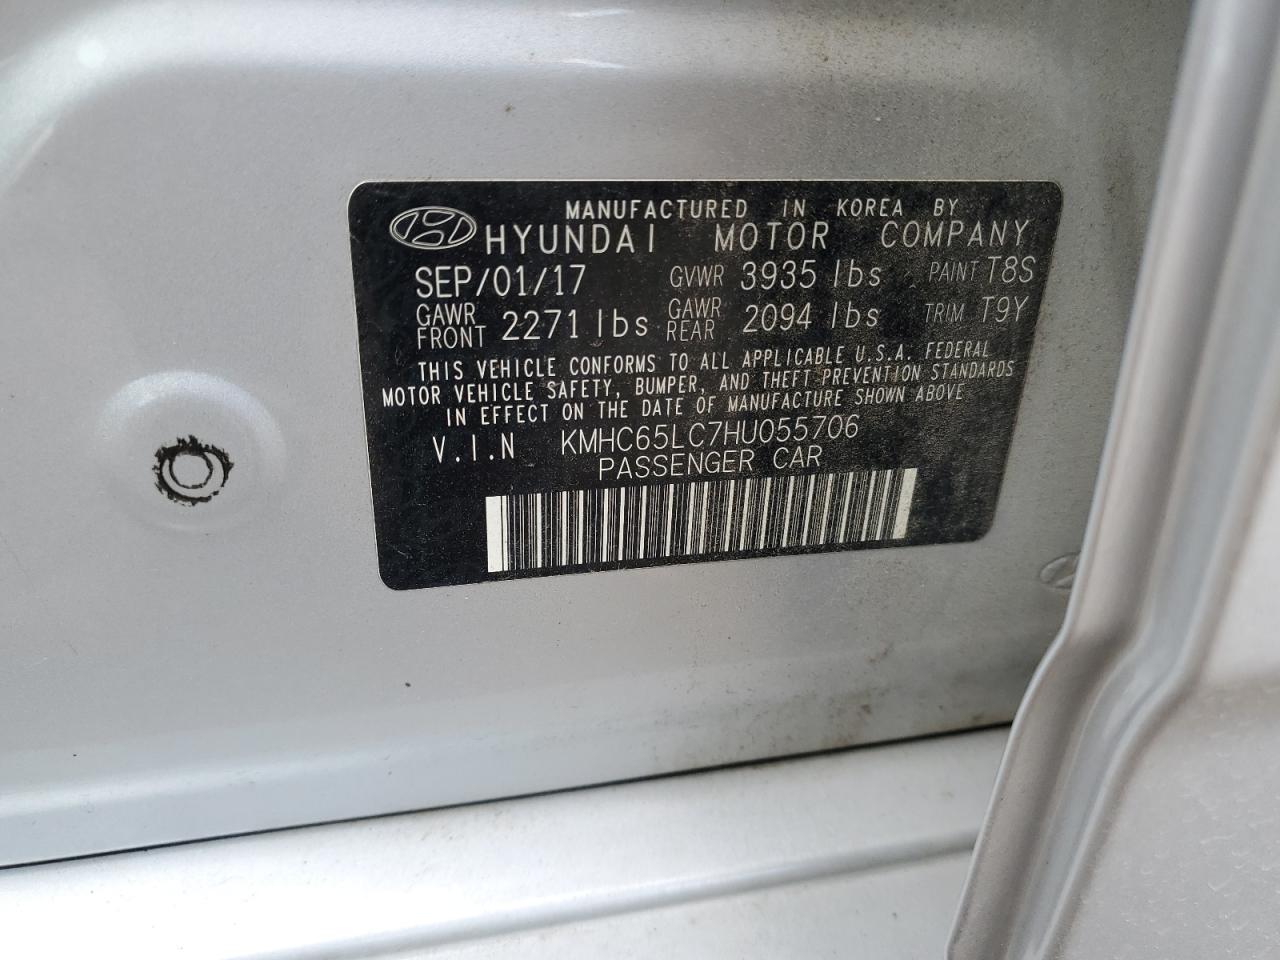 MANUFACTURED IN KOREA BY
HYUNDAI MOTOR COMPANY
SEP/01/17 GVWR 3935 lbs PAINT T8S
GAWR FRONT 2271 lbs GAWR REAR 2094 lbs TRIM T9Y
THIS VEHICLE CONFORMS TO ALL APPLICABLE U.S.A. FEDERAL
MOTOR VEHICLE SAFETY, BUMPER, AND THEFT PREVENTION STANDARDS
IN EFFECT ON THE DATE OF MANUFACTURE SHOWN ABOVE
V.I.N KMHC65LC7HU055706
PASSENGER CAR